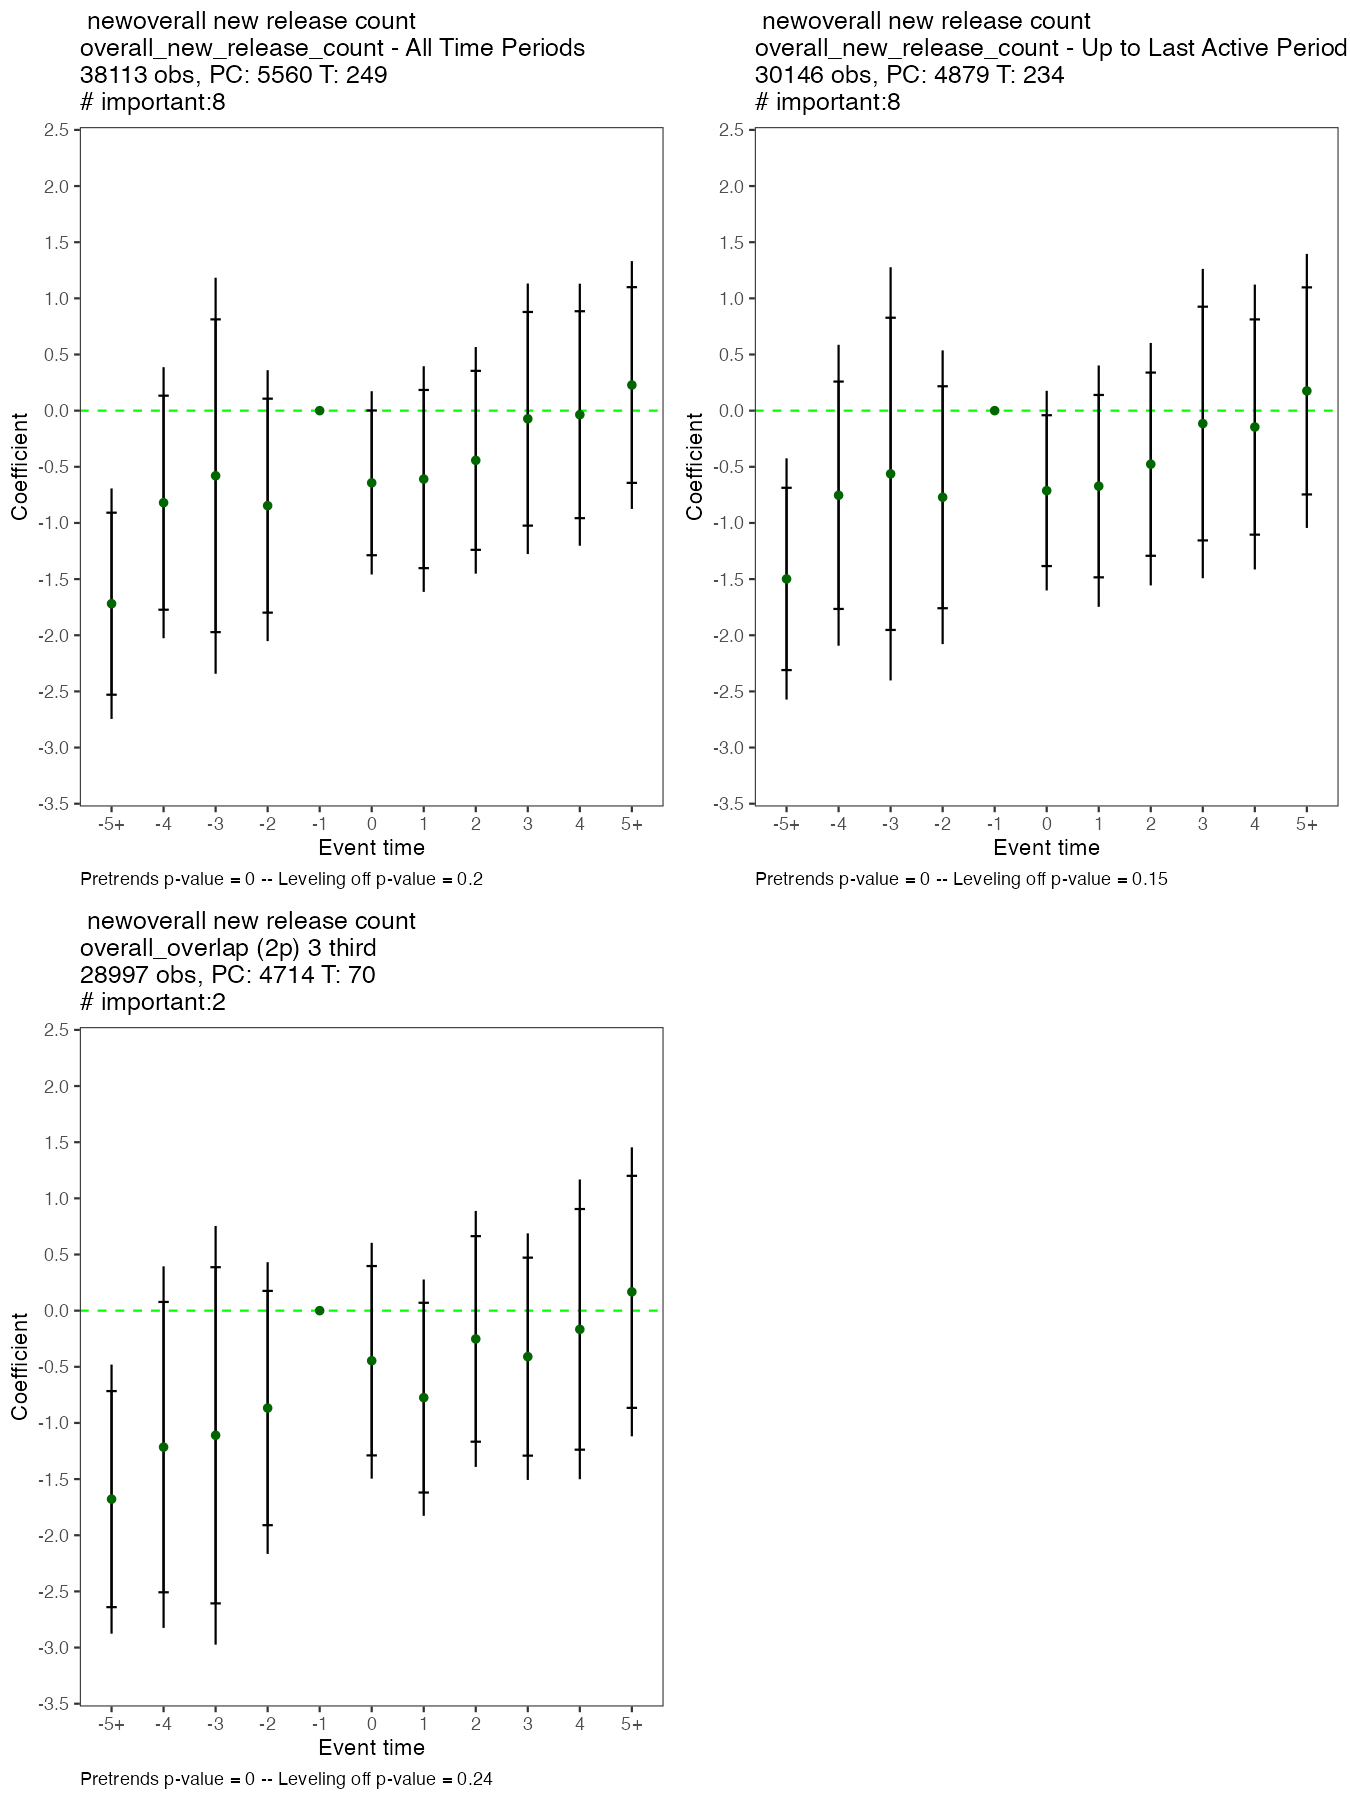 newoverall new release count
overall_new_release_count - All Time Periods
38113 obs, PC: 5560 T: 249
# important:8
2.5
2.0
1.5
1.0
0.5
0.0
-0.5
-1.0
-1.5
-2.0
-2.5
-3.0
-3.5
Coefficient
-5+ -4 -3 -2 -1 0 1 2 3 4 5+
Event time
Pretrends p-value = 0 -- Leveling off p-value = 0.2
newoverall new release count
overall_new_release_count - Up to Last Active Period
30146 obs, PC: 4879 T: 234
# important:8
2.5
2.0
1.5
1.0
0.5
0.0
-0.5
-1.0
-1.5
-2.0
-2.5
-3.0
-3.5
Coefficient
-5+ -4 -3 -2 -1 0 1 2 3 4 5+
Event time
Pretrends p-value = 0 -- Leveling off p-value = 0.15
newoverall new release count
overall_overlap (2p) 3 third
28997 obs, PC: 4714 T: 70
# important:2
2.5
2.0
1.5
1.0
0.5
0.0
-0.5
-1.0
-1.5
-2.0
-2.5
-3.0
-3.5
Coefficient
-5+ -4 -3 -2 -1 0 1 2 3 4 5+
Event time
Pretrends p-value = 0 -- Leveling off p-value = 0.24